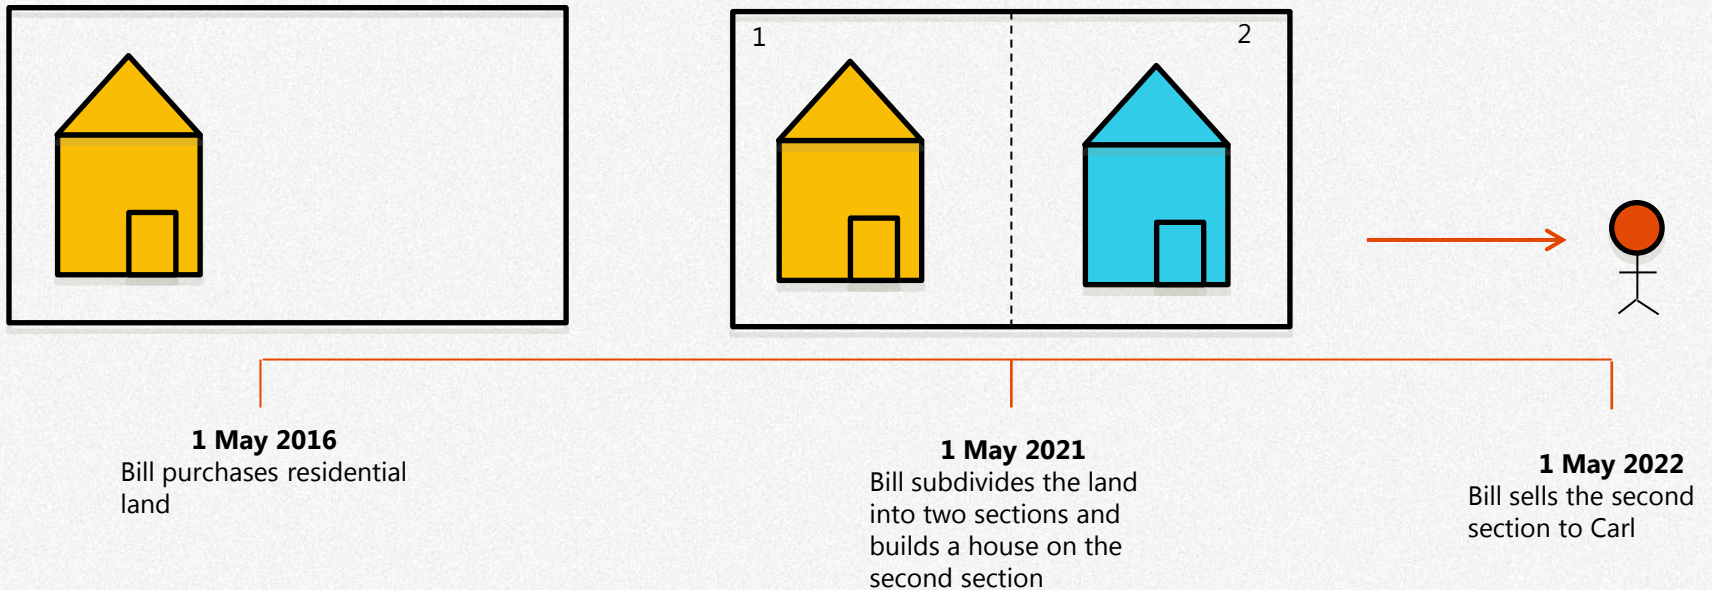 1
2
1 May 2016
Bill purchases residential
land
1 May 2021
Bill subdivides the land
into two sections and
builds a house on the
second section
1 May 2022
Bill sells the second
section to Carl